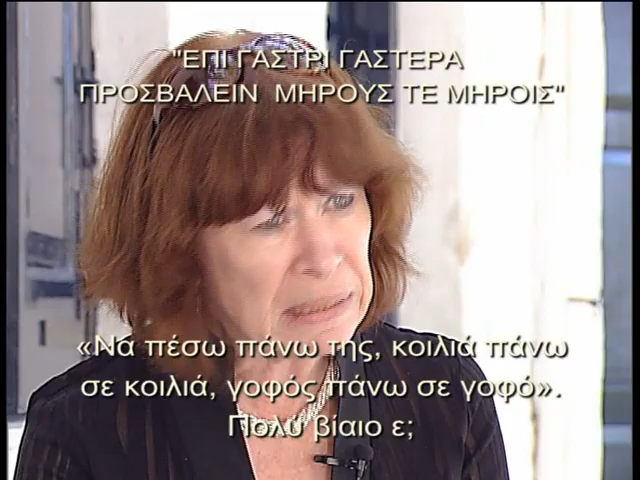 "ΕΠΙ ΓΑΣΤΡΙ ΓΑΣΤΕΡΑ
ΠΡΟΣΒΑΛΕΙΝ ΜΗΡΟΥΣ ΤΕ ΜΗΡΟΙΣ"
«Νά πέσω πάνω της, κοιλιά πάνω
σε κοιλιά, γοφός πάνω σε γοφό».
Πολύ βίαιο ε;